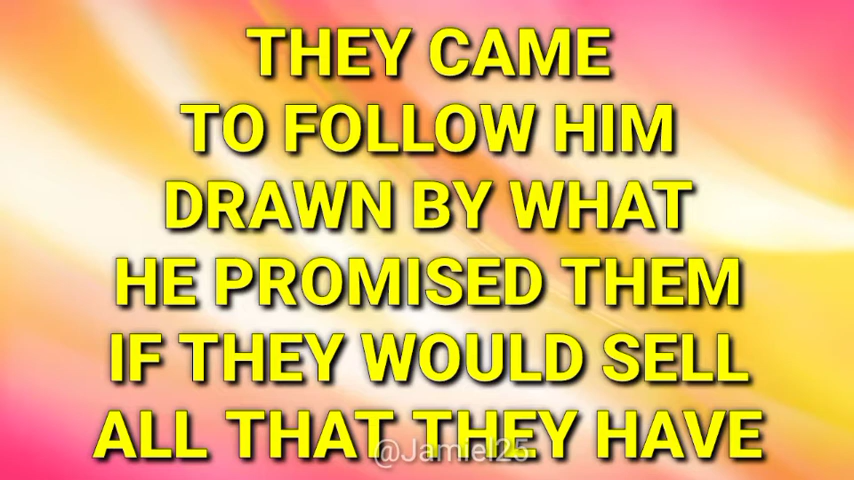 THEY CAME
TO FOLLOW HIM
DRAWN BY WHAT
HE PROMISED THEM
IF THEY WOULD SELL
ALL THAT THEY HAVE
@Jamiel25